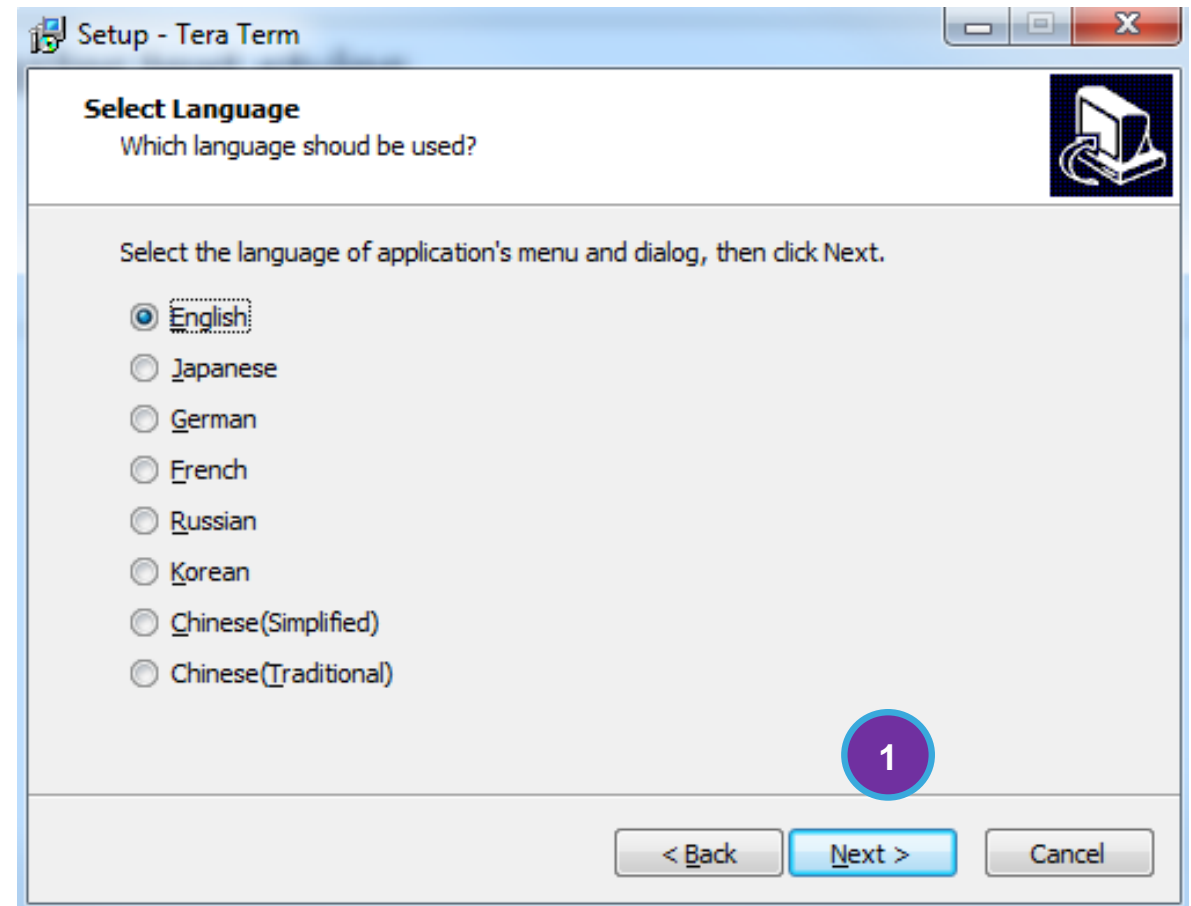 Setup - Tera Term
Select Language
Which language shoud be used?
Select the language of application's menu and dialog, then click Next.
English
Japanese
German
French
Russian
Korean
Chinese(Simplified)
Chinese(Traditional)
1
< Back
Next >
Cancel